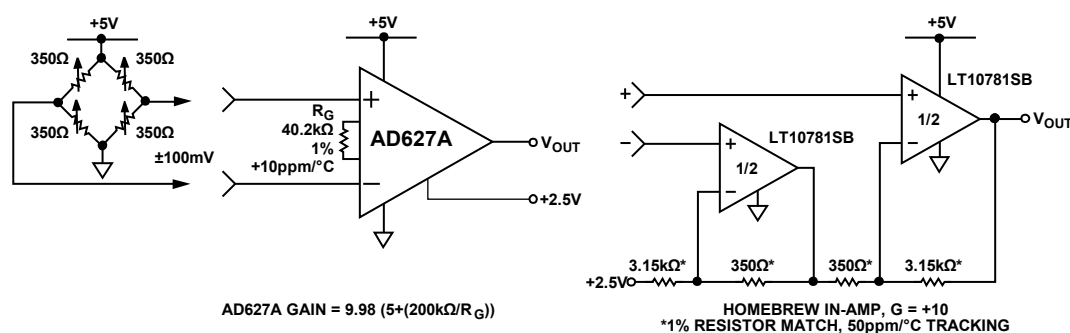 +5V
350Ω
350Ω
350Ω
350Ω
±100mV
+5V
+
R_G
40.2kΩ
1%
+10ppm/°C
−
AD627A
V_OUT
+2.5V
AD627A GAIN = 9.98 (5+(200kΩ/R_G))
+5V
LT10781SB
+
+
1/2
−
V_OUT
LT10781SB
−
+
1/2
−
3.15kΩ*
350Ω*
350Ω*
3.15kΩ*
+2.5V
HOMEBREW IN-AMP, G = +10
*1% RESISTOR MATCH, 50ppm/°C TRACKING